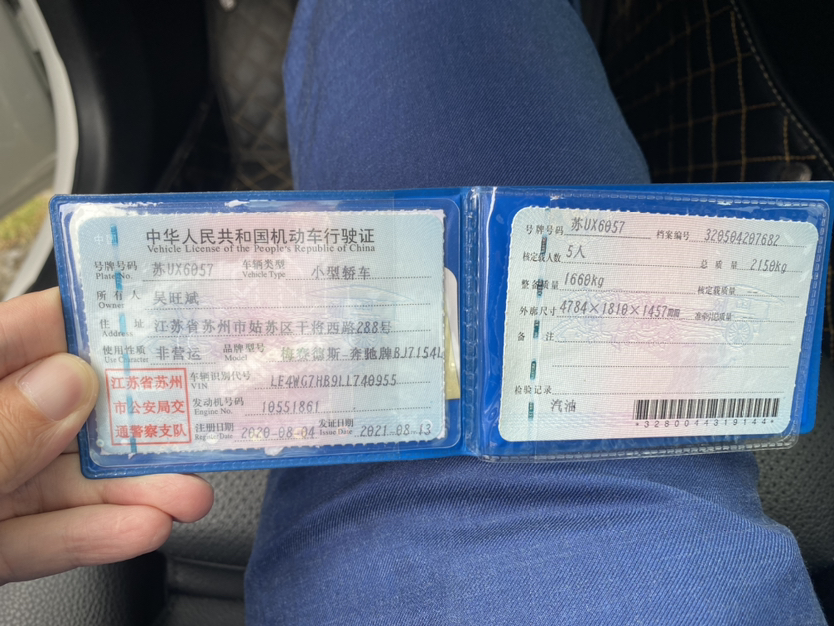 中华人民共和国机动车行驶证
Vehicle License of the People's Republic of China
号牌号码 Plate No. 苏UX6057 车辆类型 Vehicle Type 小型轿车
所有人 Owner 吴旺斌
住址 Address 江苏省苏州市姑苏区干将西路288号
使用性质 Use Character 非营运 品牌型号 Model 梅赛德斯-奔驰牌BJ7154L
江苏省苏州
市公安局交
通警察支队
车辆识别代号 VIN LE4WG7HB9LL740955
发动机号码 Engine No. 10551861
注册日期 Register Date 2020-08-04 发证日期 Issue Date 2021-08-13
号牌号码 苏UX6057 档案编号 320504207682
核定载人数 5人 总质量 2150kg
整备质量 1660kg 核定载质量 --
外廓尺寸 4784×1810×1457mm 准牵引总质量 --
备注
检验记录
汽油
*3280044319144*